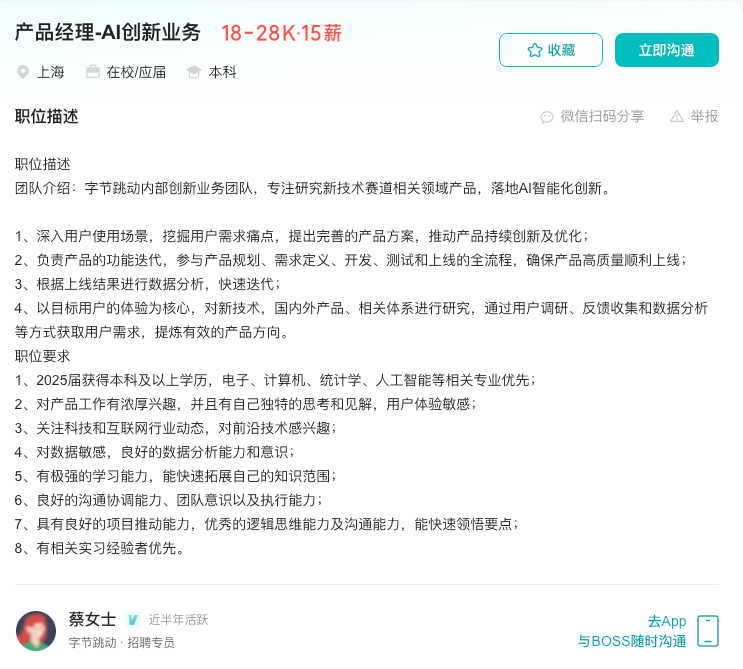 产品经理-AI创新业务 18-28K·15薪
收藏 立即沟通
上海 在校/应届 本科
职位描述 微信扫码分享 举报
职位描述
团队介绍：字节跳动内部创新业务团队，专注研究新技术赛道相关领域产品，落地AI智能化创新。
1、深入用户使用场景，挖掘用户需求痛点，提出完善的产品方案，推动产品持续创新及优化；
2、负责产品的功能迭代，参与产品规划、需求定义、开发、测试和上线的全流程，确保产品高质量顺利上线；
3、根据上线结果进行数据分析，快速迭代；
4、以目标用户的体验为核心，对新技术，国内外产品、相关体系进行研究，通过用户调研、反馈收集和数据分析
等方式获取用户需求，提炼有效的产品方向。
职位要求
1、2025届获得本科及以上学历，电子、计算机、统计学、人工智能等相关专业优先；
2、对产品工作有浓厚兴趣，并且有自己独特的思考和见解，用户体验敏感；
3、关注科技和互联网行业动态，对前沿技术感兴趣；
4、对数据敏感，良好的数据分析能力和意识；
5、有极强的学习能力，能快速拓展自己的知识范围；
6、良好的沟通协调能力、团队意识以及执行能力；
7、具有良好的项目推动能力，优秀的逻辑思维能力及沟通能力，能快速领悟要点；
8、有相关实习经验者优先。
蔡女士 近半年活跃
字节跳动·招聘专员
去App
与BOSS随时沟通